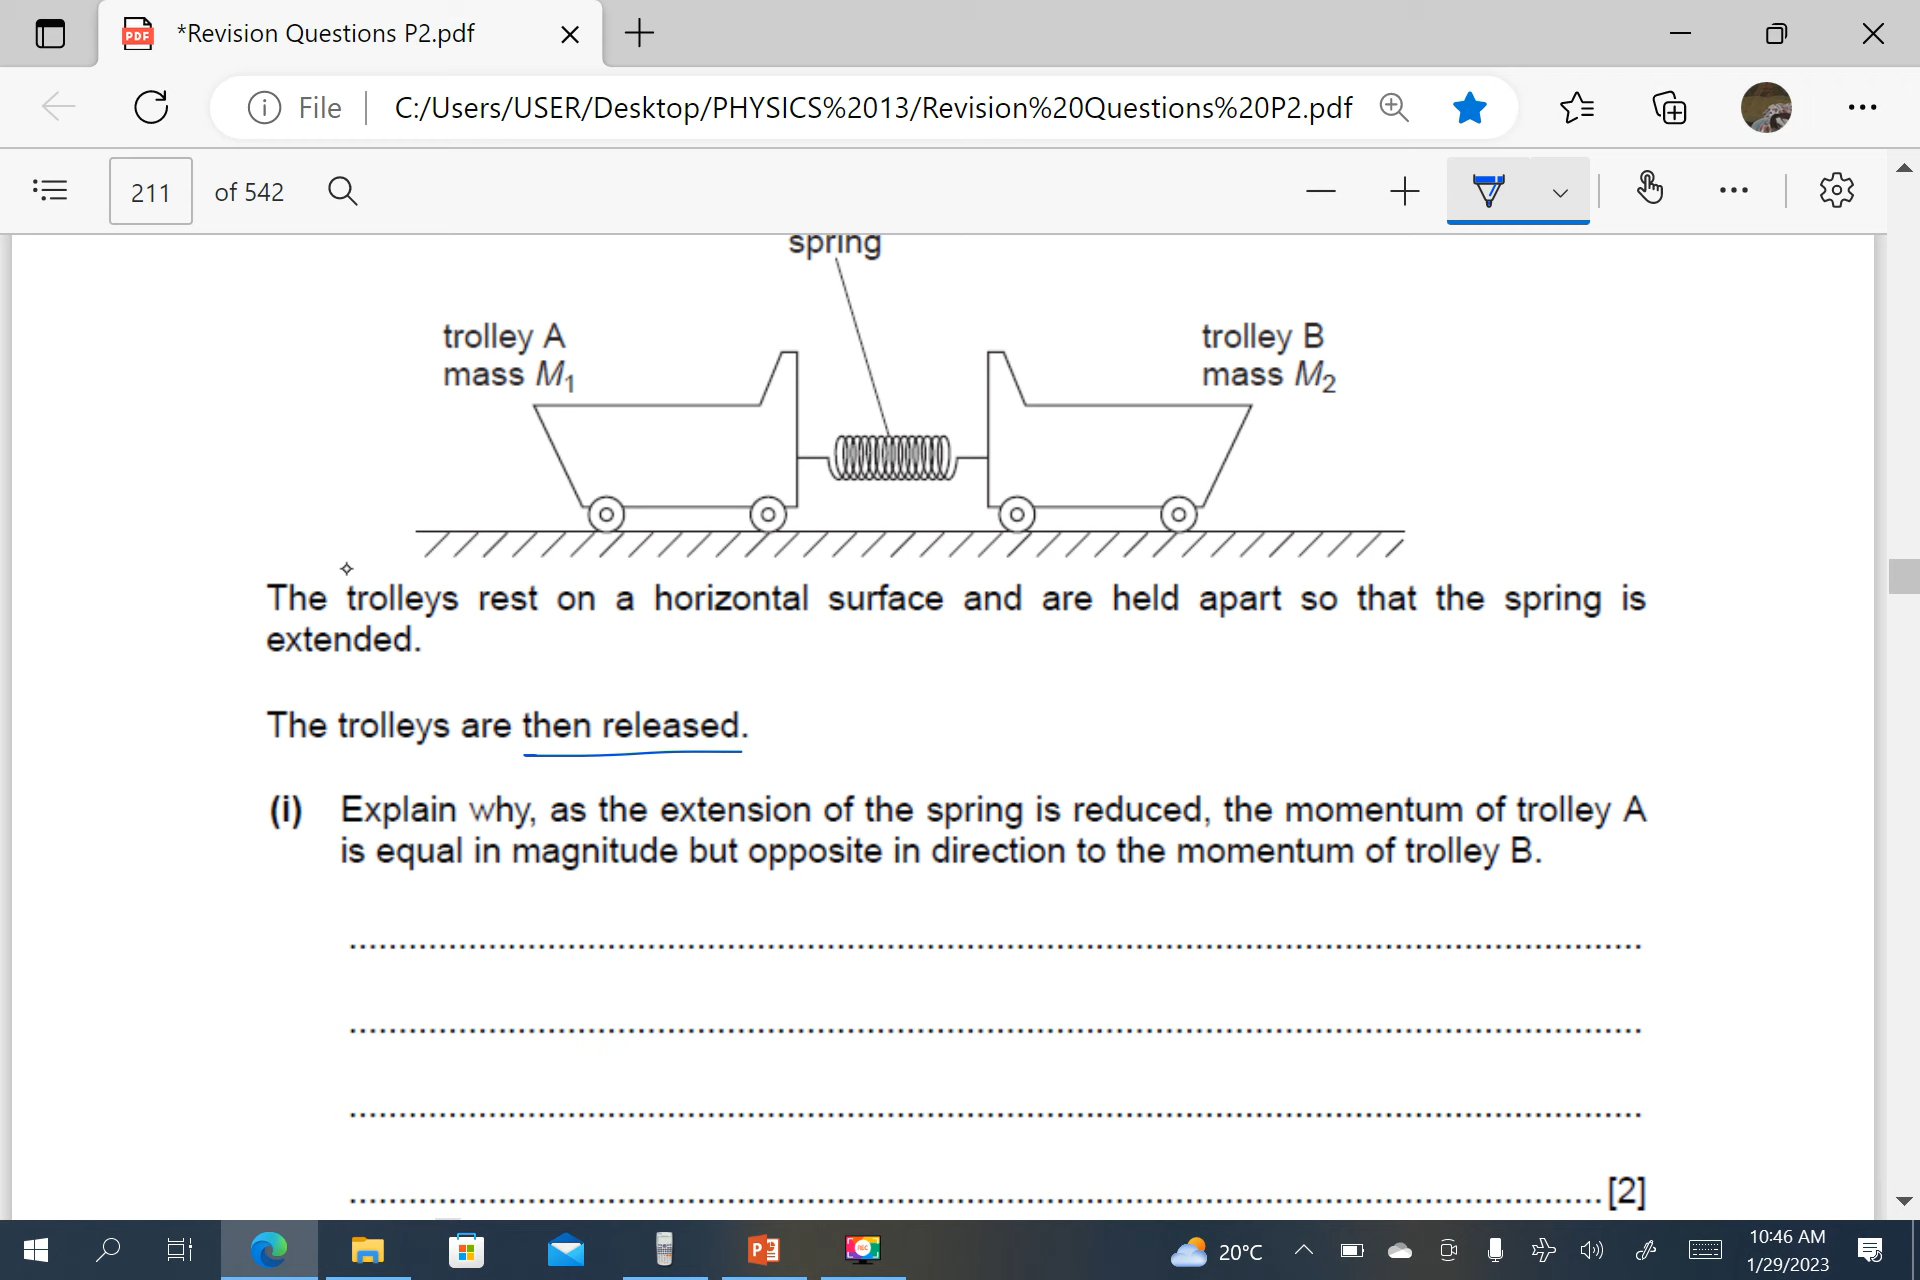 *Revision Questions P2.pdf
File
C:/Users/USER/Desktop/PHYSICS%2013/Revision%20Questions%20P2.pdf
211 of 542
spring
trolley A
mass M₁
trolley B
mass M₂
The trolleys rest on a horizontal surface and are held apart so that the spring is
extended.
The trolleys are then released.
(i) Explain why, as the extension of the spring is reduced, the momentum of trolley A
is equal in magnitude but opposite in direction to the momentum of trolley B.
[2]
20°C
10:46 AM
1/29/2023